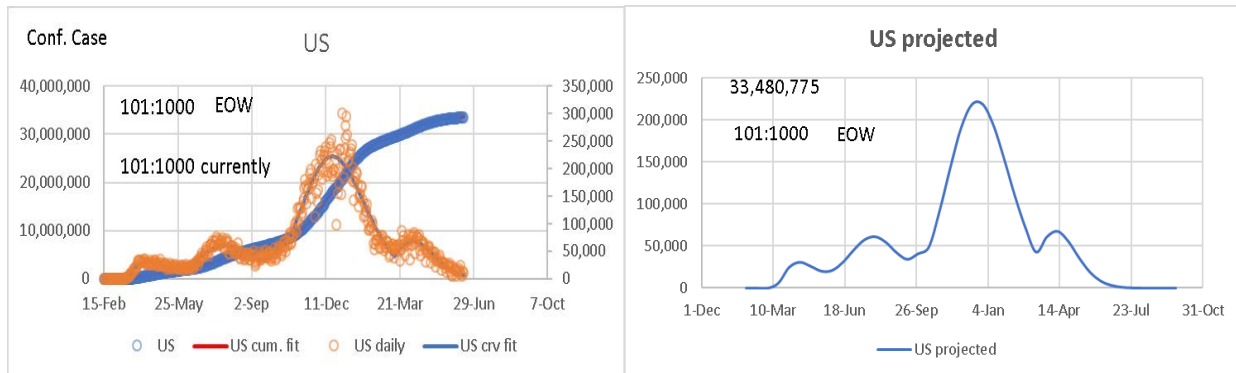 Conf. Case
US
40,000,000
30,000,000
20,000,000
10,000,000
0
350,000
300,000
250,000
200,000
150,000
100,000
50,000
0
101:1000 EOW
101:1000 currently
15-Feb 25-May 2-Sep 11-Dec 21-Mar 29-Jun 7-Oct
US US cum. fit US daily US crv fit
US projected
250,000
200,000
150,000
100,000
50,000
0
33,480,775
101:1000 EOW
1-Dec 10-Mar 18-Jun 26-Sep 4-Jan 14-Apr 23-Jul 31-Oct
US projected